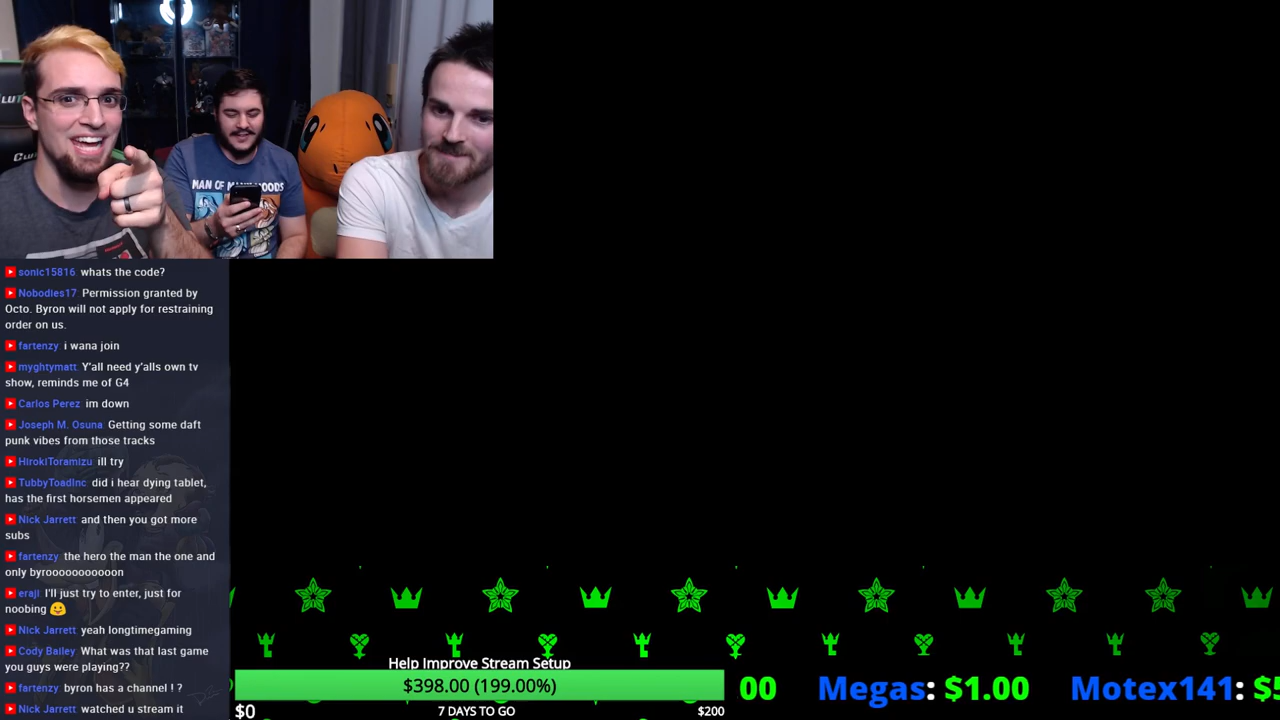 MAN OF MANY MOODS
sonic15816 whats the code?
Nobodies17 Permission granted by
Octo. Byron will not apply for restraining
order on us.
fartenzy i wana join
myghtymatt Y'all need y'alls own tv
show, reminds me of G4
Carlos Perez im down
Joseph M. Osuna Getting some daft
punk vibes from those tracks
HirokiToramizu ill try
TubbyToadInc did i hear dying tablet,
has the first horsemen appeared
Nick Jarrett and then you got more
subs
fartenzy the hero the man the one and
only byrooooooooooon
eraji I'll just try to enter, just for
noobing
Nick Jarrett yeah longtimegaming
Cody Bailey What was that last game
you guys were playing??
fartenzy byron has a channel ! ?
Nick Jarrett watched u stream it
Help Improve Stream Setup
$398.00 (199.00%)
$0 7 DAYS TO GO $200
00 Megas: $1.00 Motex141: $5